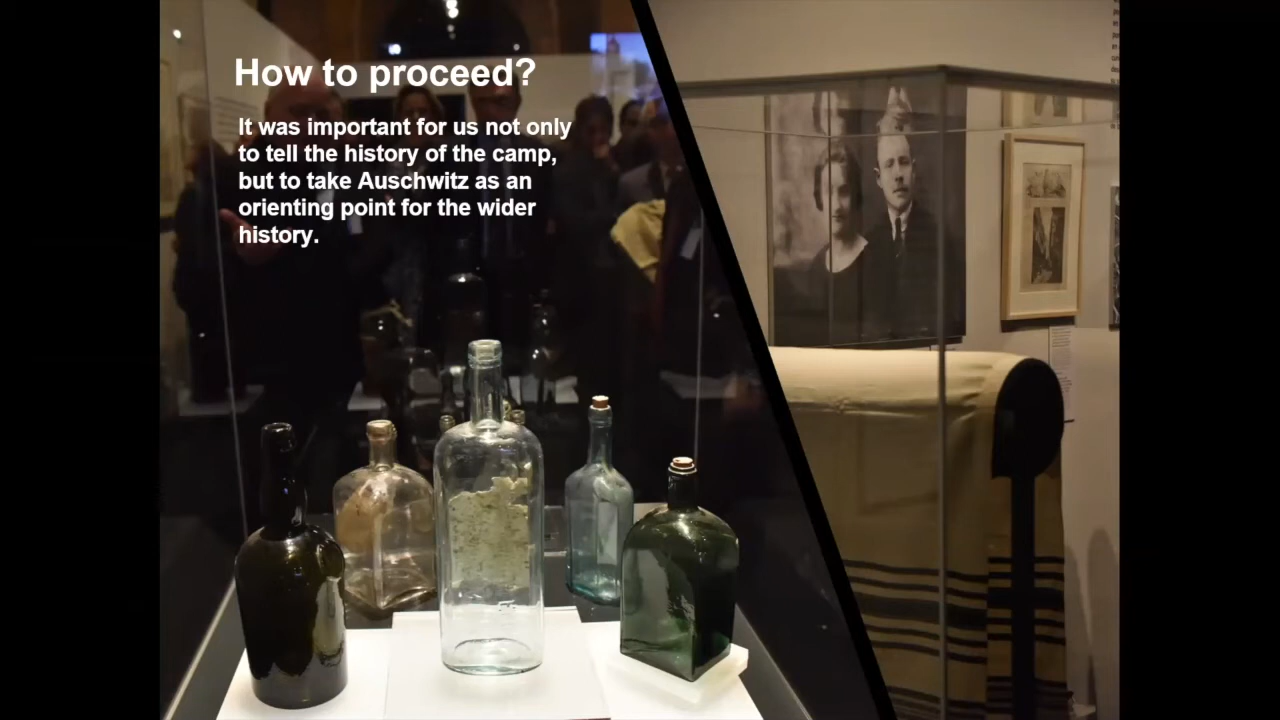 How to proceed?
It was important for us not only
to tell the history of the camp,
but to take Auschwitz as an
orienting point for the wider
history.